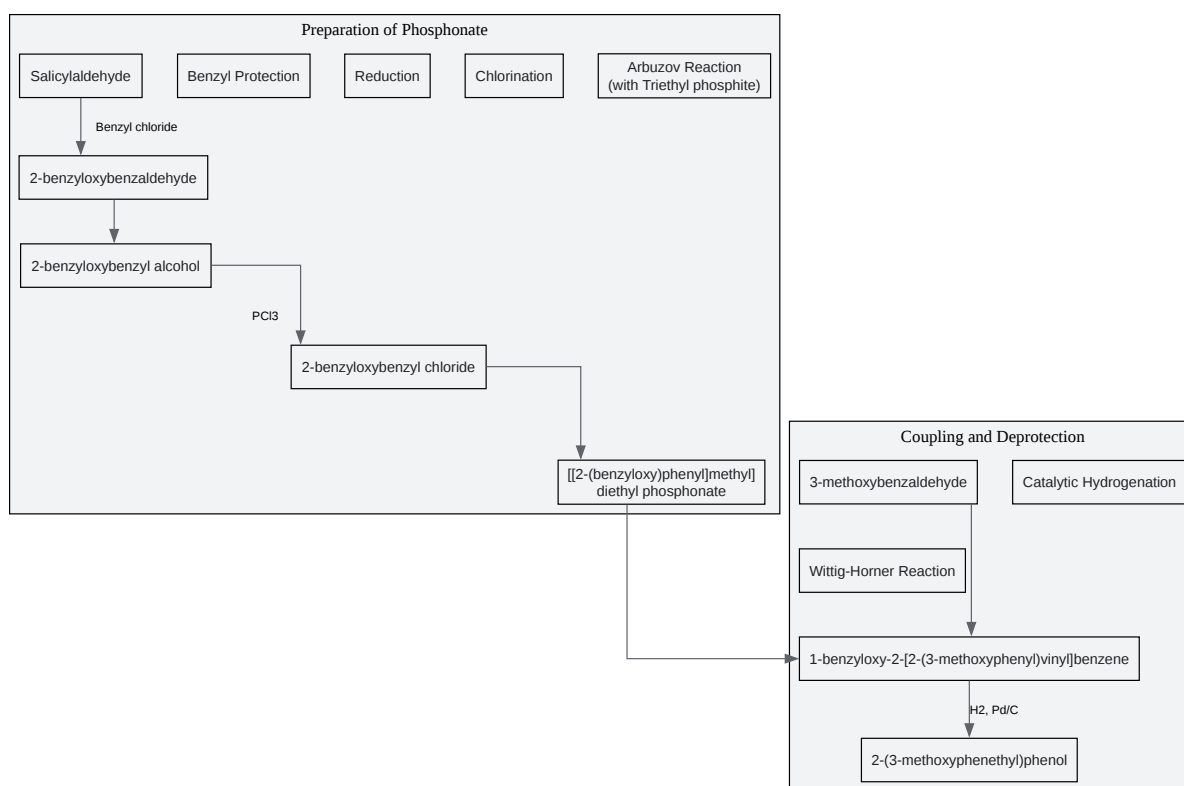 Preparation of Phosphonate
Salicylaldehyde
Benzyl Protection
Reduction
Chlorination
Arbuzov Reaction
(with Triethyl phosphite)
Benzyl chloride
2-benzyloxybenzaldehyde
2-benzyloxybenzyl alcohol
PCl3
2-benzyloxybenzyl chloride
[[2-(benzyloxy)phenyl]methyl]
diethyl phosphonate
Coupling and Deprotection
3-methoxybenzaldehyde
Catalytic Hydrogenation
Wittig-Horner Reaction
1-benzyloxy-2-[2-(3-methoxyphenyl)vinyl]benzene
H2, Pd/C
2-(3-methoxyphenethyl)phenol